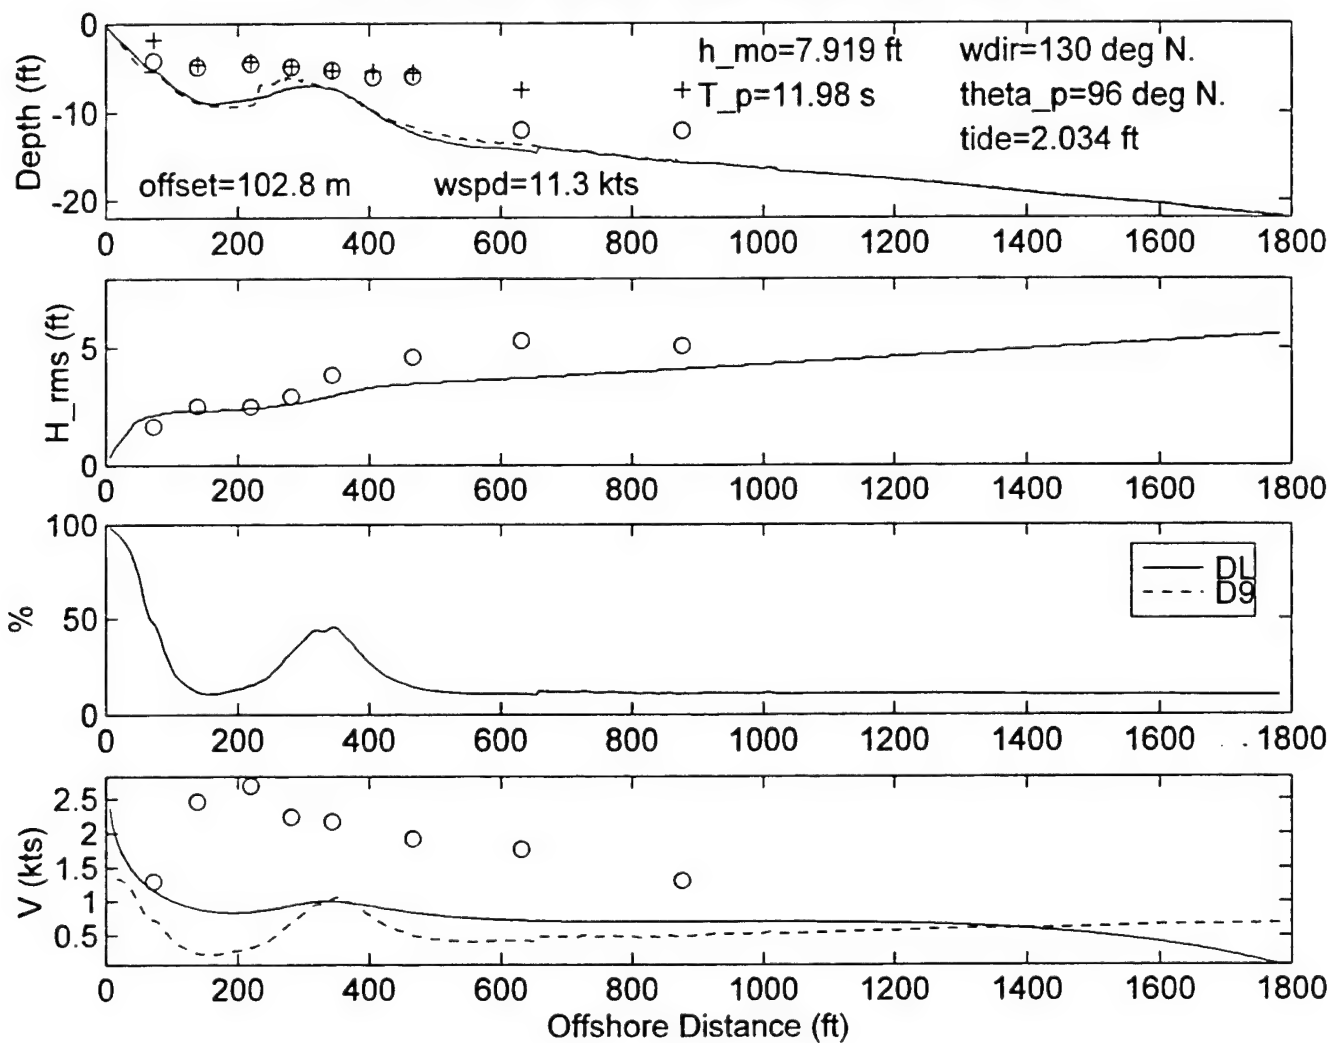 0
-10
-20
Depth (ft)
h_mo=7.919 ft
wdir=130 deg N.
T_p=11.98 s
theta_p=96 deg N.
tide=2.034 ft
offset=102.8 m
wspd=11.3 kts
0 200 400 600 800 1000 1200 1400 1600 1800
5
0
H_rms (ft)
0 200 400 600 800 1000 1200 1400 1600 1800
100
50
0
%
DL
D9
0 200 400 600 800 1000 1200 1400 1600 1800
2.5
2
1.5
1
0.5
V (kts)
0 200 400 600 800 1000 1200 1400 1600 1800
Offshore Distance (ft)